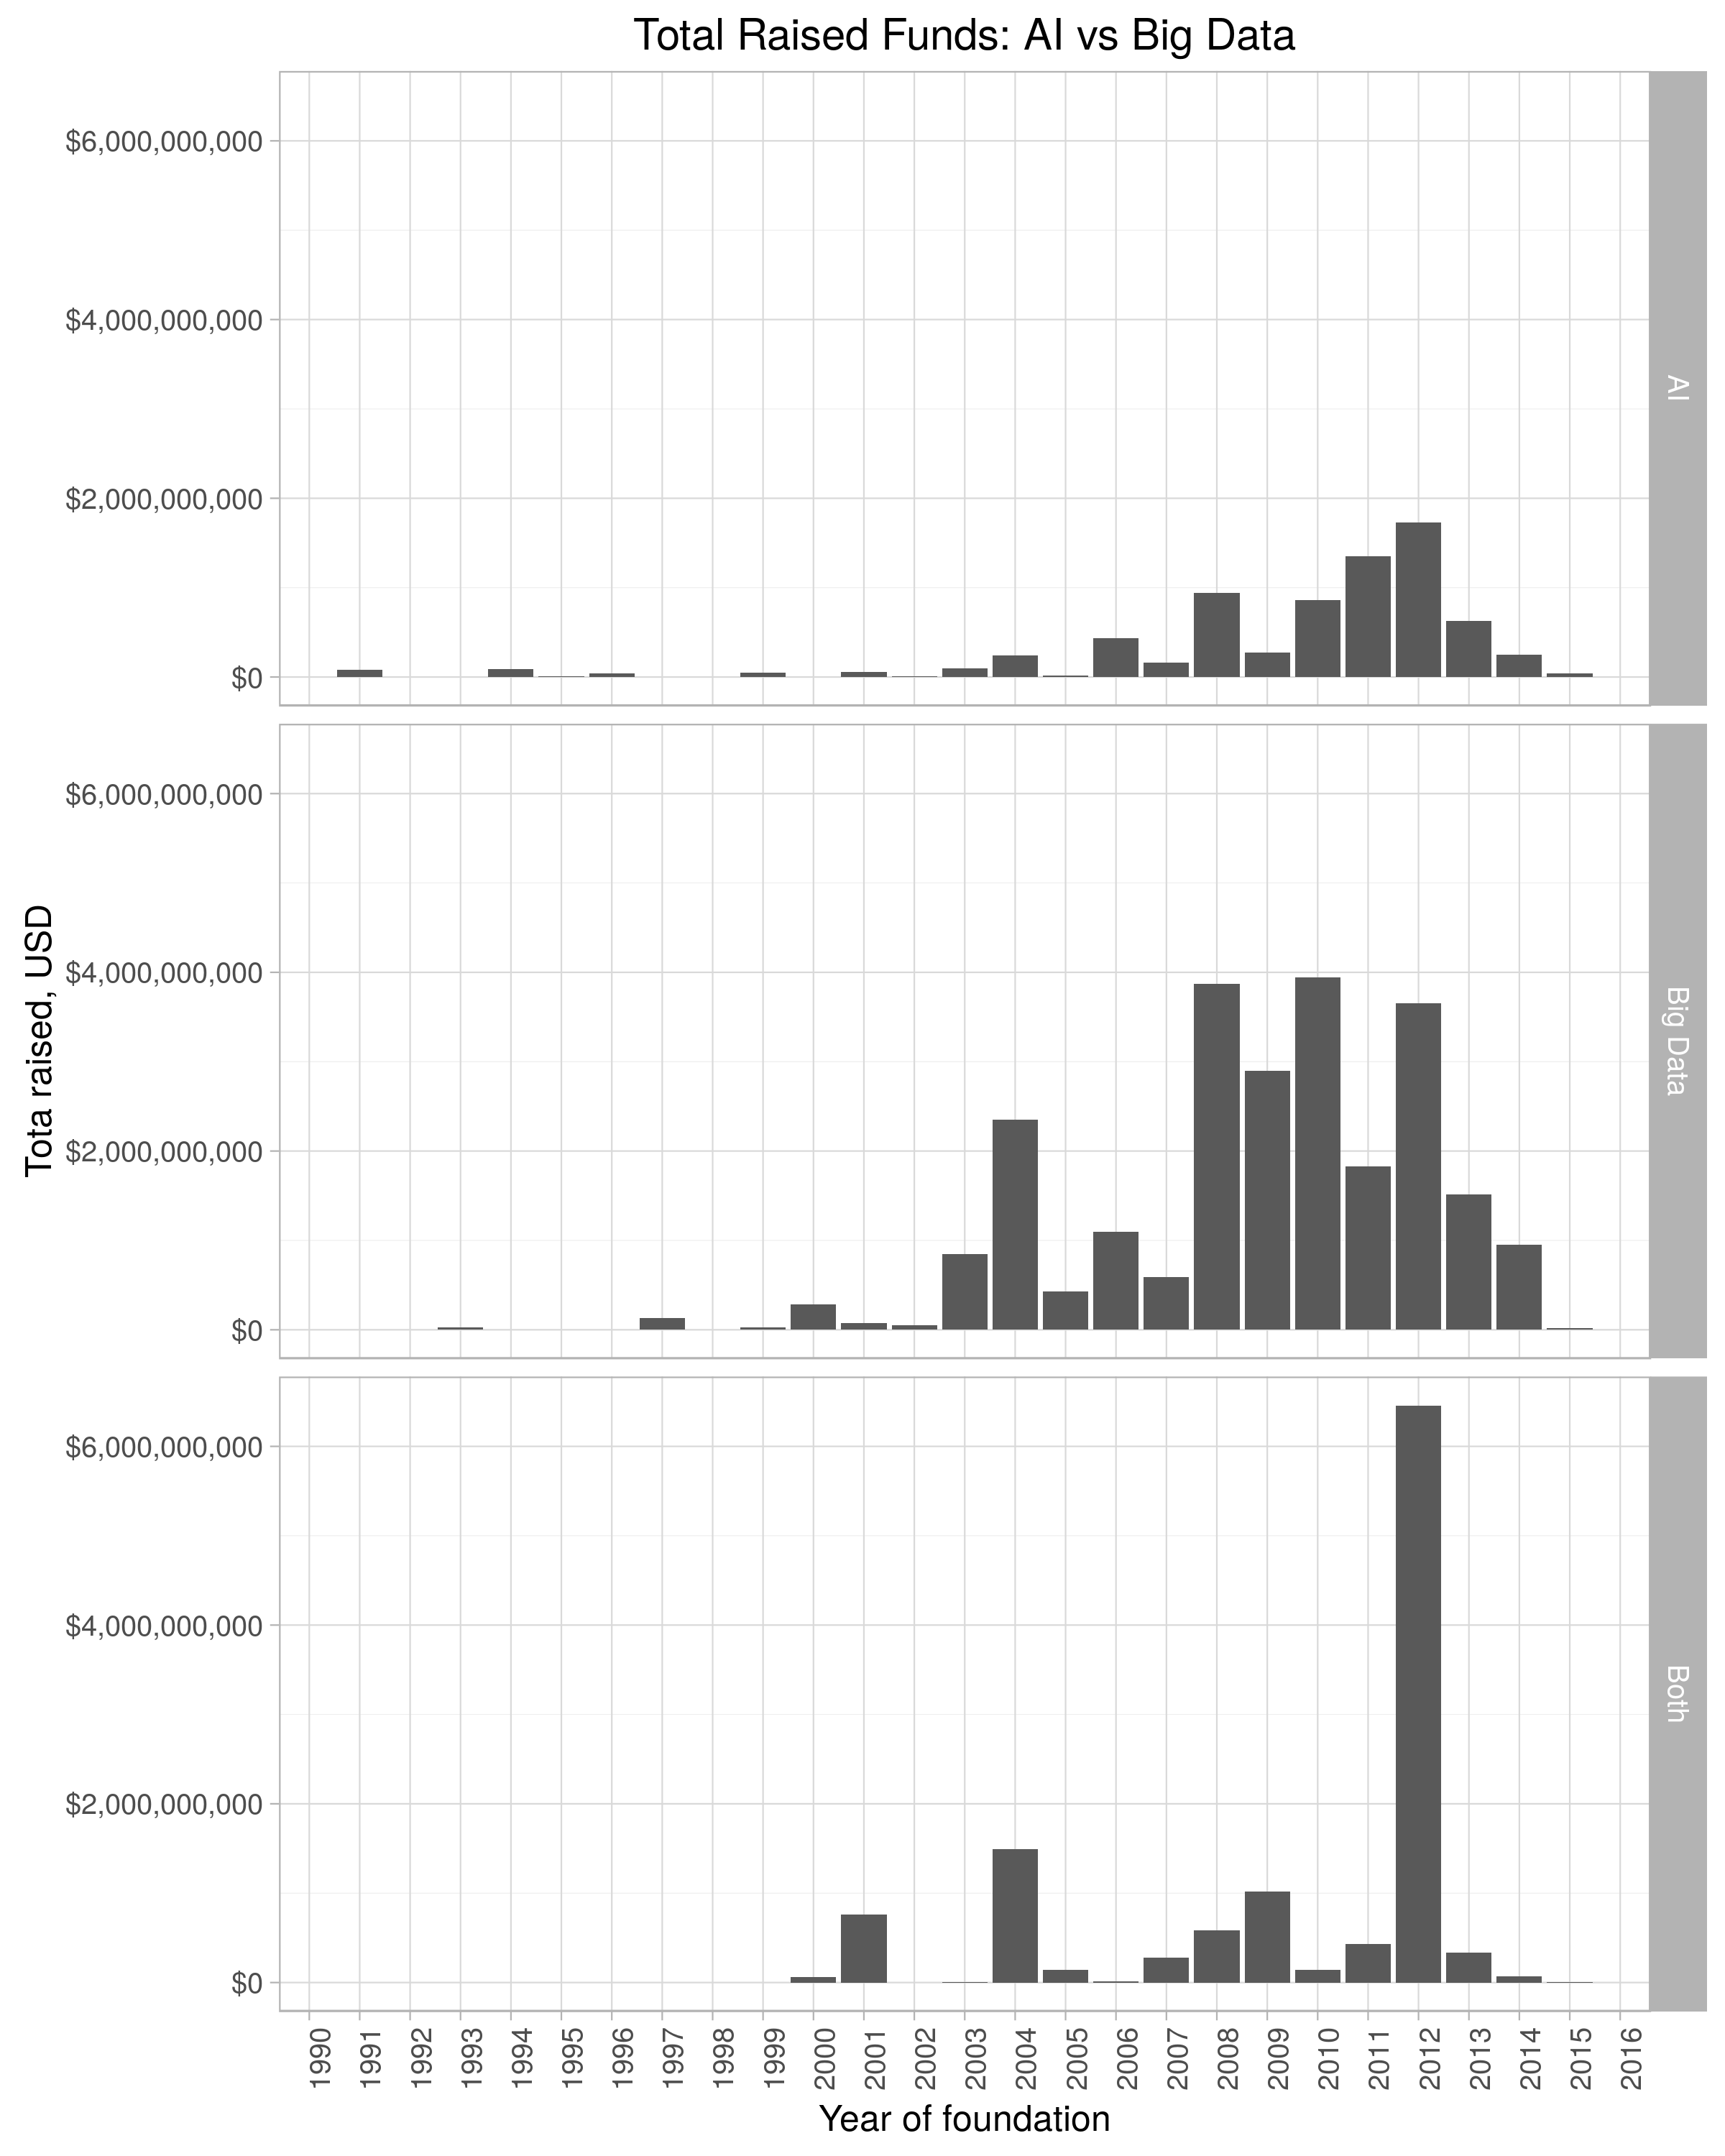 Total Raised Funds: AI vs Big Data
Tota raised, USD
$6,000,000,000
$4,000,000,000
$2,000,000,000
$0
AI
$6,000,000,000
$4,000,000,000
$2,000,000,000
$0
Big Data
$6,000,000,000
$4,000,000,000
$2,000,000,000
$0
Both
1990 1991 1992 1993 1994 1995 1996 1997 1998 1999 2000 2001 2002 2003 2004 2005 2006 2007 2008 2009 2010 2011 2012 2013 2014 2015 2016
Year of foundation